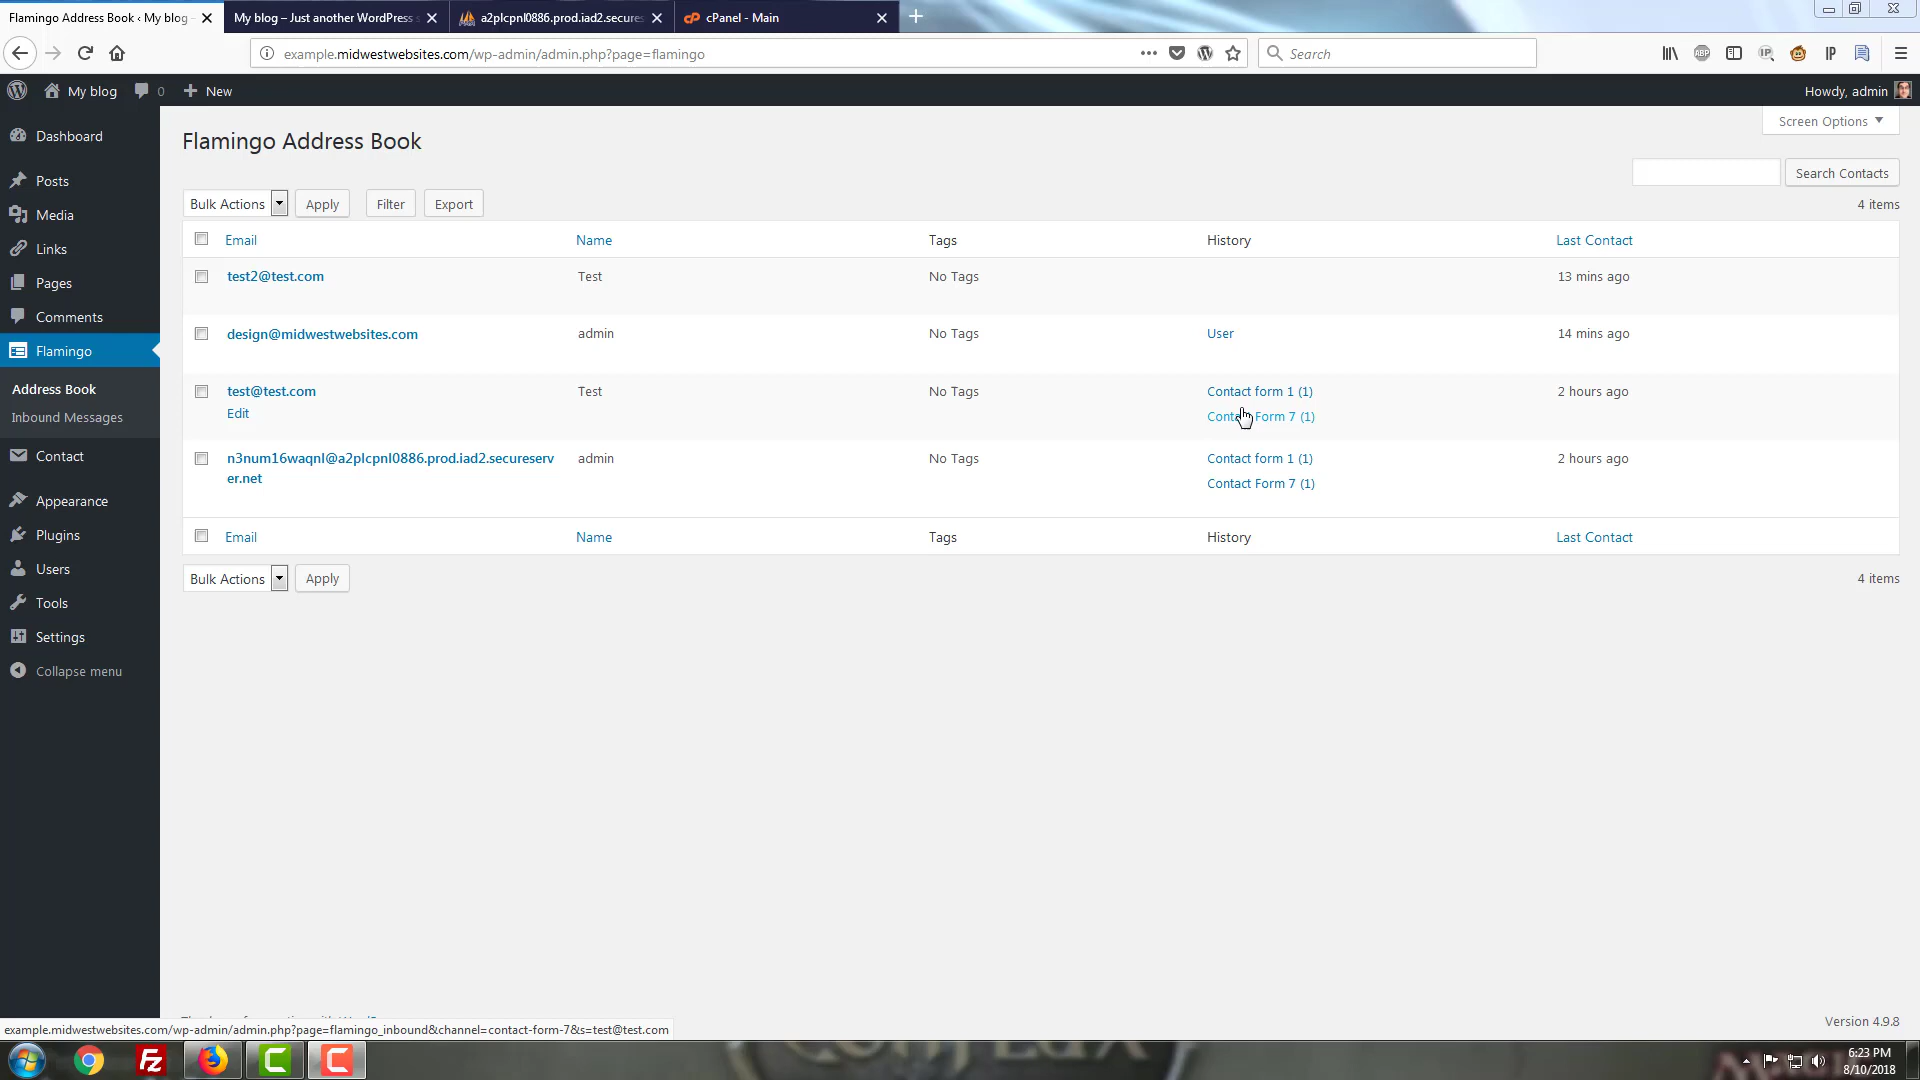 Flamingo Address Book ‹ My blog
My blog – Just another WordPress
a2plcpnl0886.prod.iad2.secures
cPanel - Main
example.midwestwebsites.com/wp-admin/admin.php?page=flamingo
Search
My blog
0
New
Howdy, admin
Dashboard
Posts
Media
Links
Pages
Comments
Flamingo
Address Book
Inbound Messages
Contact
Appearance
Plugins
Users
Tools
Settings
Collapse menu
Flamingo Address Book
Screen Options
Search Contacts
Bulk Actions Apply Filter Export
4 items
Email Name Tags History Last Contact
test2@test.com Test No Tags 13 mins ago
design@midwestwebsites.com admin No Tags User 14 mins ago
test@test.com Test No Tags Contact form 1 (1) 2 hours ago
Edit Contact Form 7 (1)
n3num16waqnl@a2plcpnl0886.prod.iad2.secureserv admin No Tags Contact form 1 (1) 2 hours ago
er.net Contact Form 7 (1)
Email Name Tags History Last Contact
Bulk Actions Apply
4 items
Version 4.9.8
example.midwestwebsites.com/wp-admin/admin.php?page=flamingo_inbound&channel=contact-form-7&s=test@test.com
6:23 PM
8/10/2018